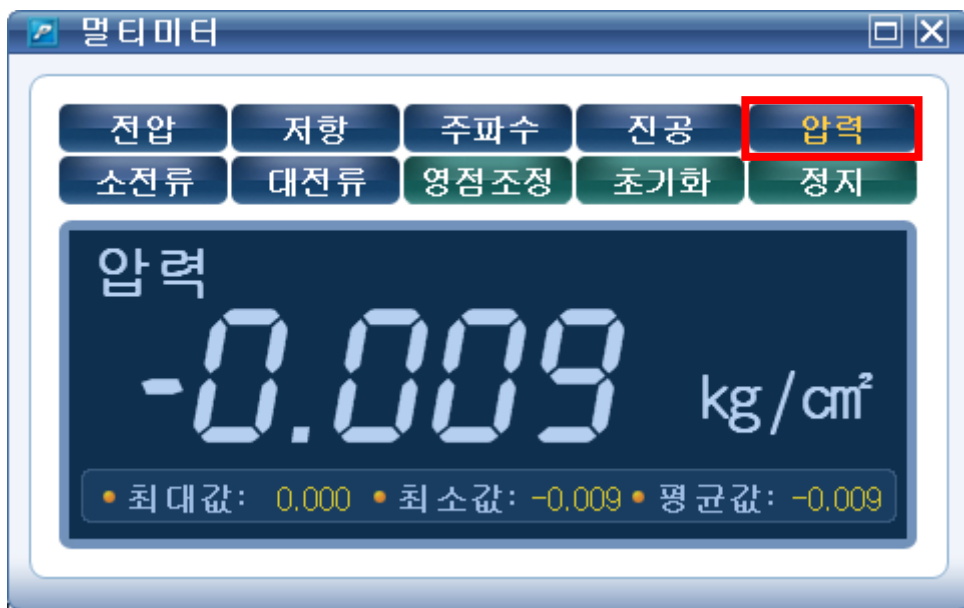 멀티미터
전압 저항 주파수 진공 압력
소전류 대전류 영점조정 초기화 정지
압력
-0.009 kg/cm²
• 최대값: 0.000 • 최소값: -0.009 • 평균값: -0.009